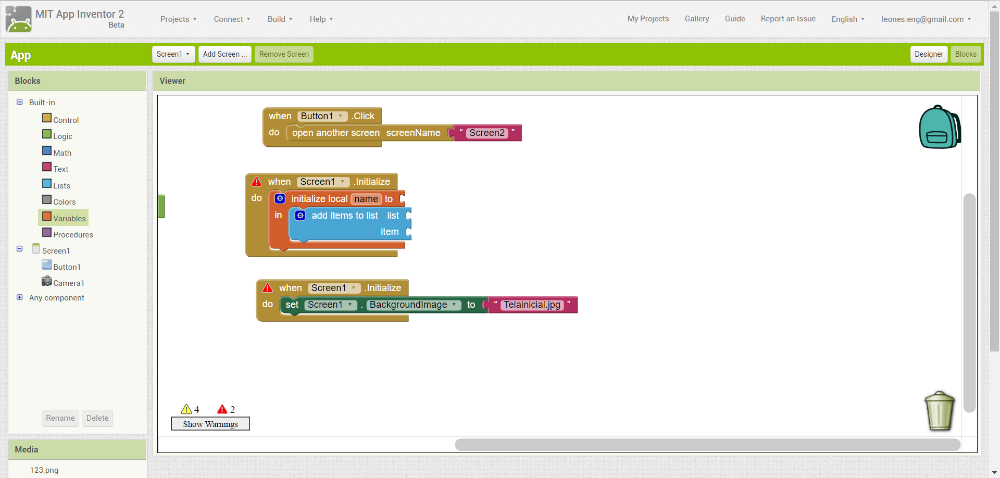 MIT App Inventor 2
Beta
Projects Connect Build Help
My Projects Gallery Guide Report an Issue English leones.eng@gmail.com
App
Screen1 Add Screen ... Remove Screen
Designer Blocks
Blocks
Built-in
Control
Logic
Math
Text
Lists
Colors
Variables
Procedures
Screen1
Button1
Camera1
Any component
Rename Delete
Media
123.png
Viewer
when Button1 .Click
do open another screen screenName “ Screen2 ”
when Screen1 .Initialize
do initialize local name to
in add items to list list
item
when Screen1 .Initialize
do set Screen1 . BackgroundImage to “ Telainicial.jpg ”
4 2
Show Warnings